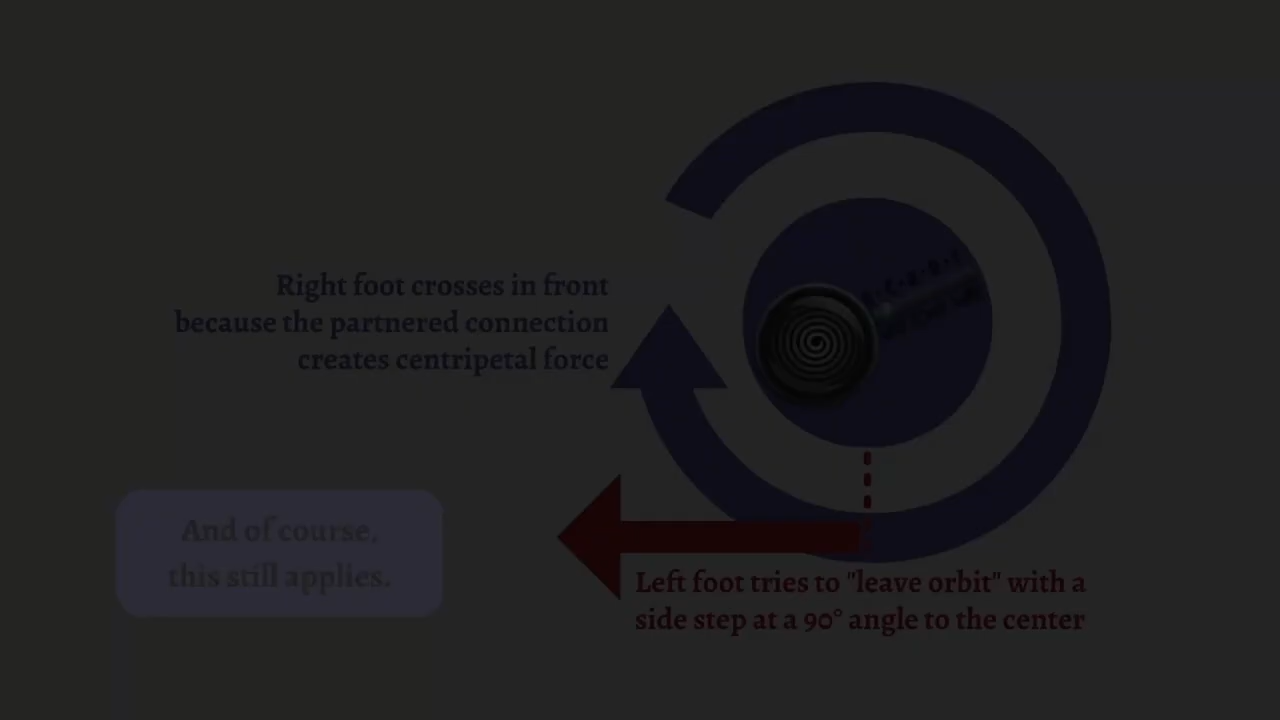 Right foot crosses in front
because the partnered connection
creates centripetal force
And of course,
this still applies.
Left foot tries to "leave orbit" with a
side step at a 90° angle to the center